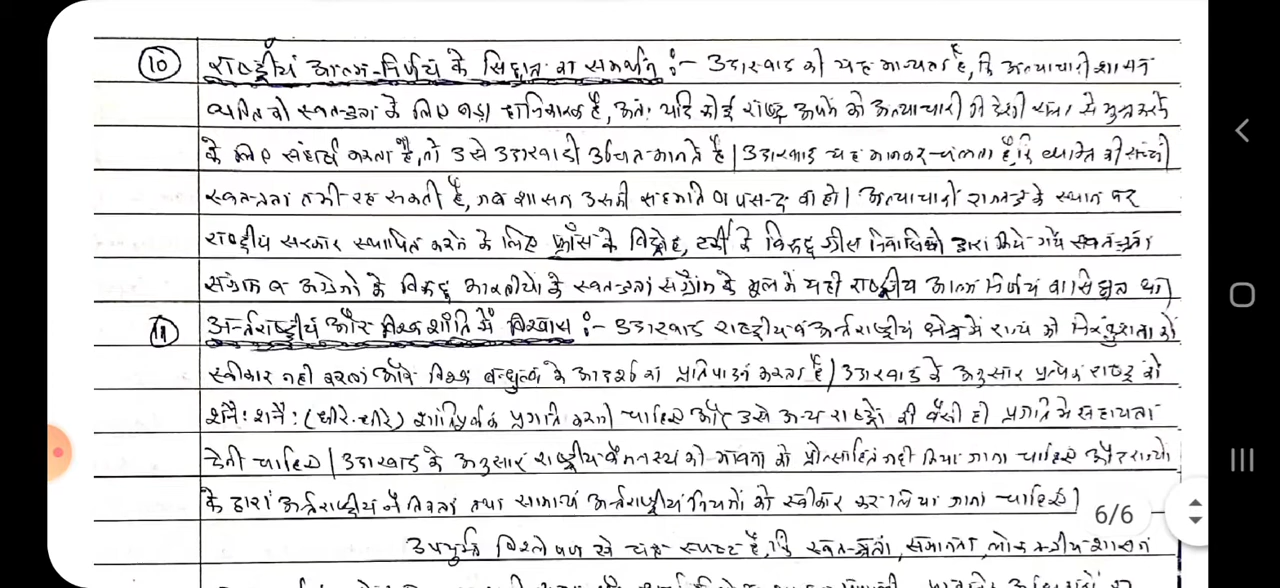 (10) राष्ट्रीय आत्म-निर्णय के सिद्धांत का समर्थन :- उदारवाद की यह मान्यता है, कि अत्याचारी शासन
व्यक्ति की स्वतन्त्रता के लिए बड़ा हानिकारक है, अतः यदि कोई राष्ट्र अपने को अत्याचारी विदेशी सत्ता से मुक्त करने
के लिए संघर्ष करता है, तो उसे उदारवादी उचित मानते है। उदारवाद यह मानकर चलता है, कि व्यक्ति की सच्ची
स्वतन्त्रता तभी रह सकती है, जब शासन उसकी सहमति व पसन्द का हो। अत्याचारी राजतंत्र के स्थान पर
राष्ट्रीय सरकार स्थापित करने के लिए फ्रांस के विद्रोह, टर्की के विरुद्ध ग्रीस निवासियों द्वारा किये गये स्वतन्त्रता
संग्राम व अंग्रेजो के विरुद्ध भारतीयो के स्वतन्त्रता संग्राम के मूल में यही राष्ट्रीय आत्म निर्णय का सिद्धांत था।
(11) अर्न्तराष्ट्रीय और विश्व शांति में विश्वास :- उदारवाद राष्ट्रीय व अर्न्तराष्ट्रीय क्षेत्र में राज्य की निरंकुशता को
स्वीकार नही करता और विश्व बन्धुत्व के आदर्श का प्रतिपादन करता है। उदारवाद के अनुसार प्रत्येक राष्ट्र को
शनैः शनैः (धीरे-धीरे) शांतिपूर्वक प्रगति करनी चाहिए और उसे अन्य राष्ट्रो की वैसी ही प्रगति में सहायता
देनी चाहिए। उदारवाद के अनुसार राष्ट्रीय वैमनस्य की भावना को प्रोत्साहित नही किया जाना चाहिए और राज्यो
के द्वारा अर्न्तराष्ट्रीय नैतिकता तथा सामान्य अर्न्तराष्ट्रीय नियमों को स्वीकार कर लिया जाना चाहिए।
6/6
उपर्युक्त विश्लेषण से यह स्पष्ट है, कि स्वतन्त्रता, समानता, लोकतन्त्रीय शासन